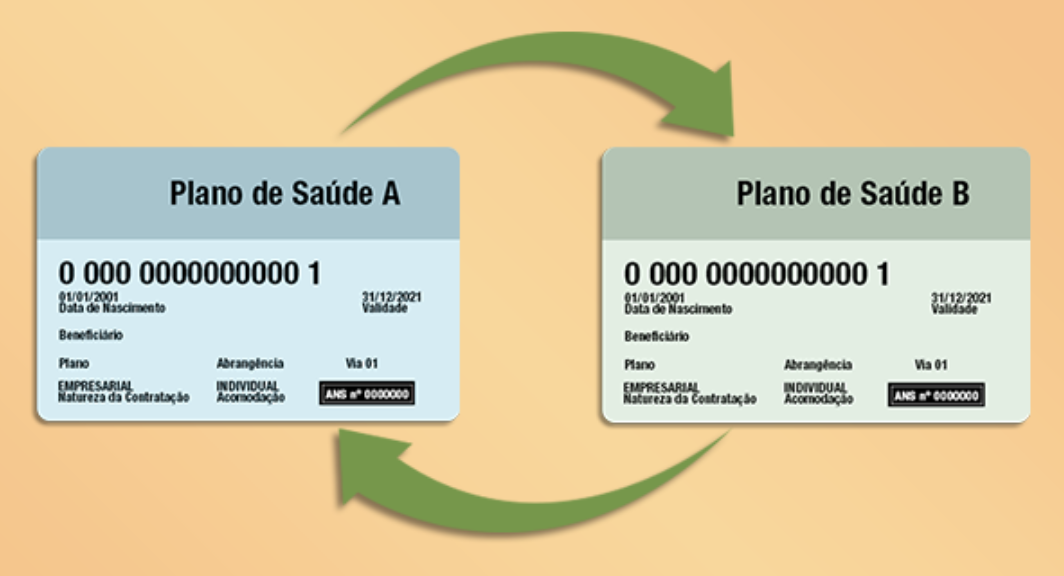 Plano de Saúde A
0 000 0000000000 1
01/01/2001 31/12/2021
Data de Nascimento Validade
Beneficiário
Plano Abrangência Via 01
EMPRESARIAL INDIVIDUAL ANS nº 0000000
Natureza da Contratação Acomodação
Plano de Saúde B
0 000 0000000000 1
01/01/2001 31/12/2021
Data de Nascimento Validade
Beneficiário
Plano Abrangência Via 01
EMPRESARIAL INDIVIDUAL ANS nº 0000000
Natureza da Contratação Acomodação